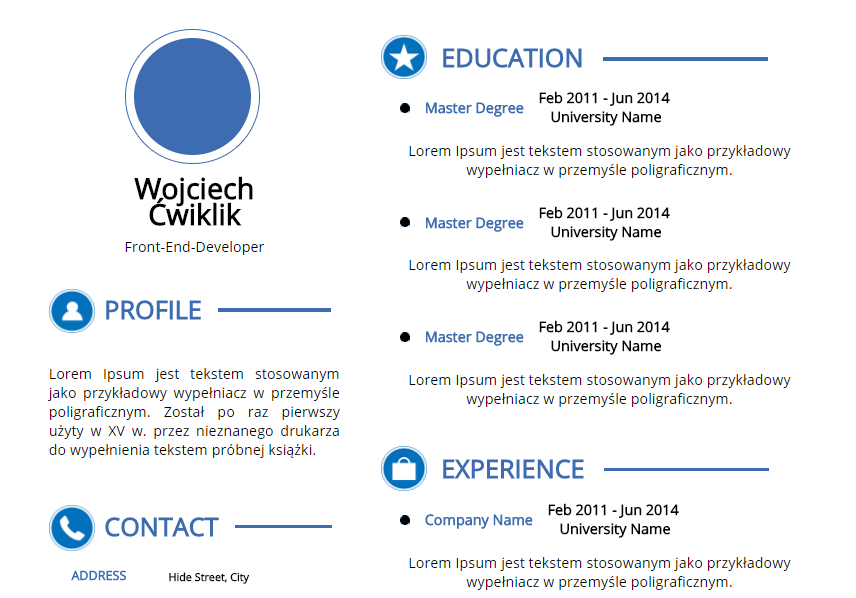 Wojciech
Ćwiklik
Front-End-Developer
PROFILE
Lorem Ipsum jest tekstem stosowanym
jako przykładowy wypełniacz w przemyśle
poligraficznym. Został po raz pierwszy
użyty w XV w. przez nieznanego drukarza
do wypełnienia tekstem próbnej książki.
CONTACT
ADDRESS Hide Street, City
EDUCATION
Master Degree
Feb 2011 - Jun 2014
University Name
Lorem Ipsum jest tekstem stosowanym jako przykładowy
wypełniacz w przemyśle poligraficznym.
Master Degree
Feb 2011 - Jun 2014
University Name
Lorem Ipsum jest tekstem stosowanym jako przykładowy
wypełniacz w przemyśle poligraficznym.
Master Degree
Feb 2011 - Jun 2014
University Name
Lorem Ipsum jest tekstem stosowanym jako przykładowy
wypełniacz w przemyśle poligraficznym.
EXPERIENCE
Company Name
Feb 2011 - Jun 2014
University Name
Lorem Ipsum jest tekstem stosowanym jako przykładowy
wypełniacz w przemyśle poligraficznym.